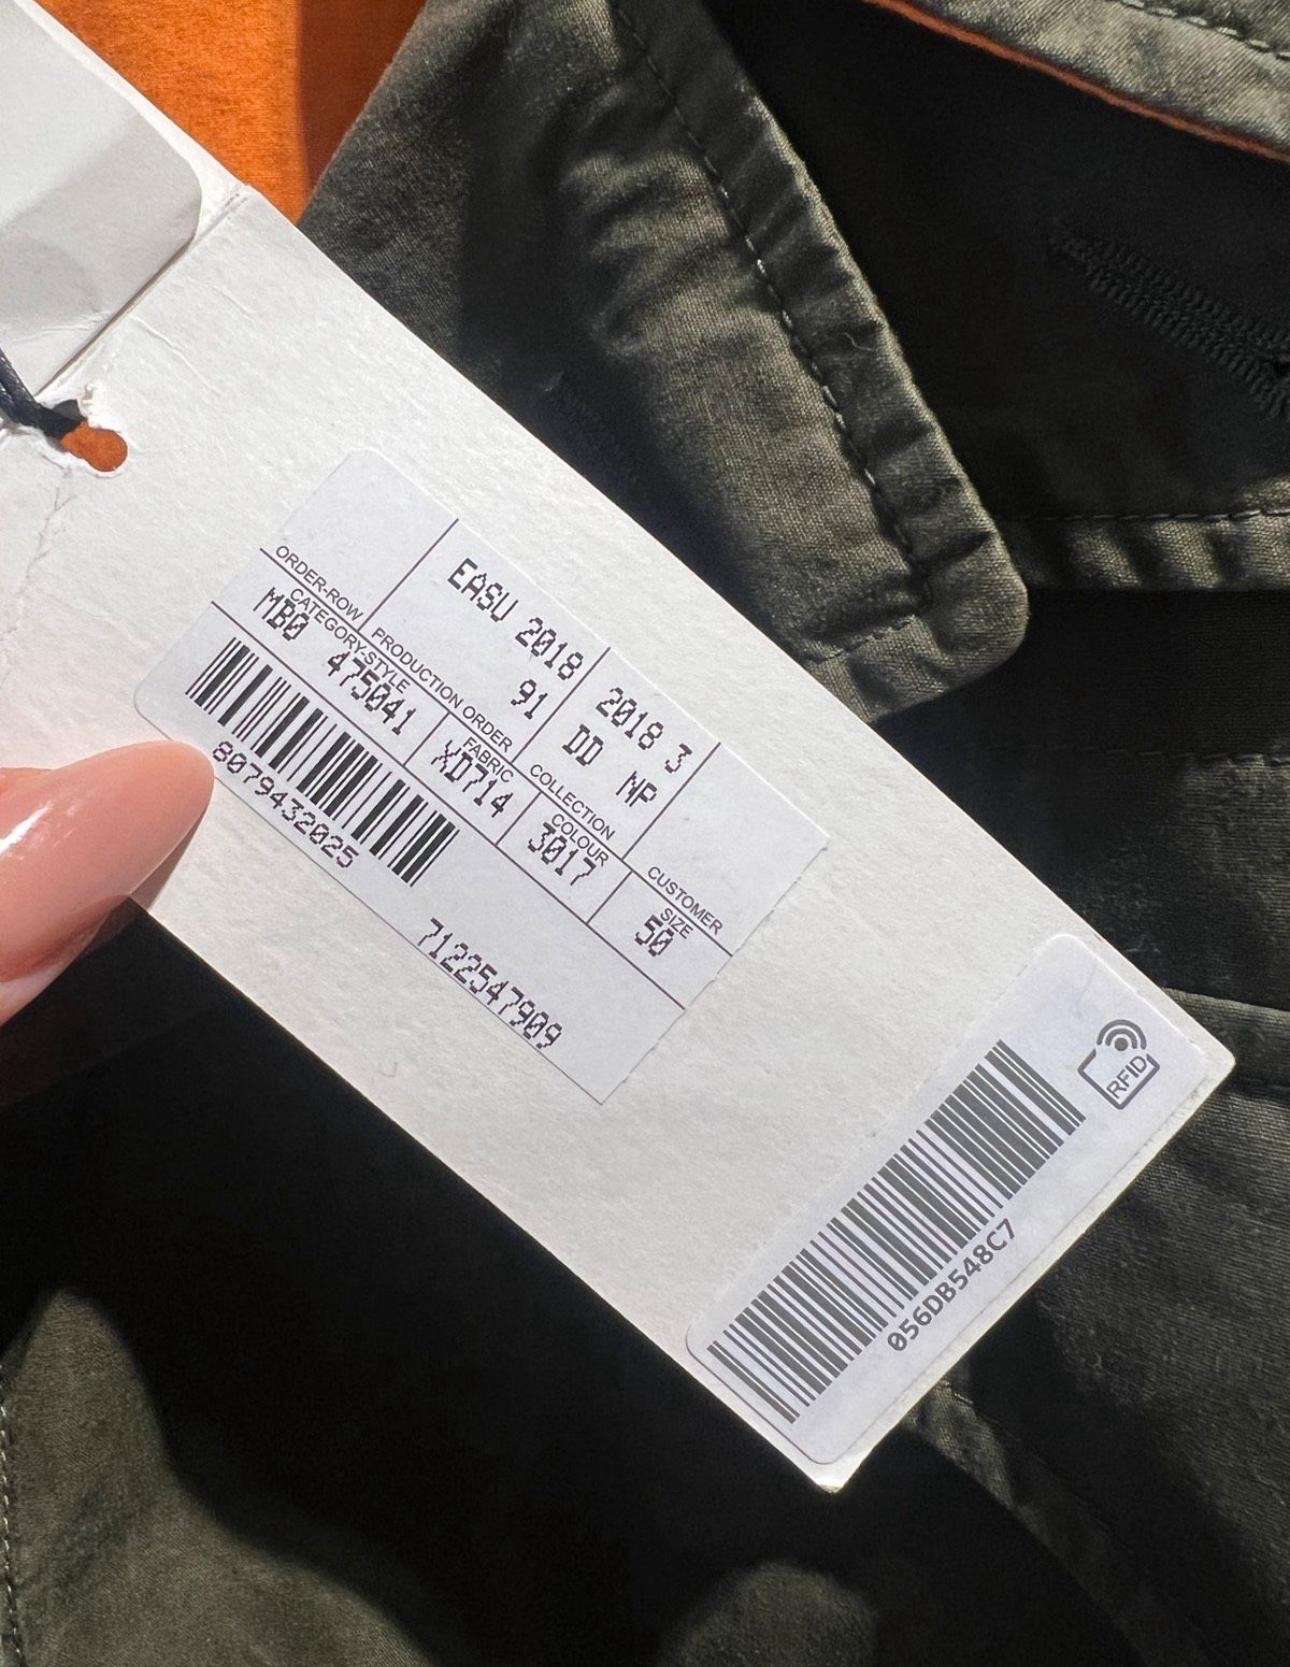 EASU 2018 2018 3
91 DD NP
ORDER-ROW PRODUCTION ORDER COLLECTION CUSTOMER
CATEGORY-STYLE FABRIC COLOUR SIZE
MB0 475041 XD714 3017 50
8079432025
7122547909
RFID
056DB548C7